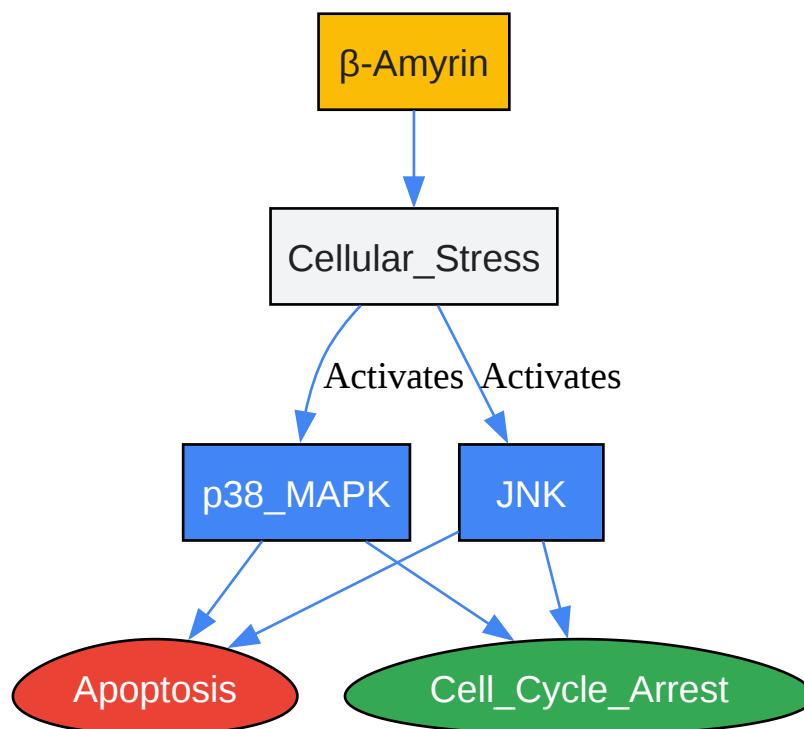 β-Amyrin
Cellular_Stress
Activates Activates
p38_MAPK JNK
Apoptosis Cell_Cycle_Arrest